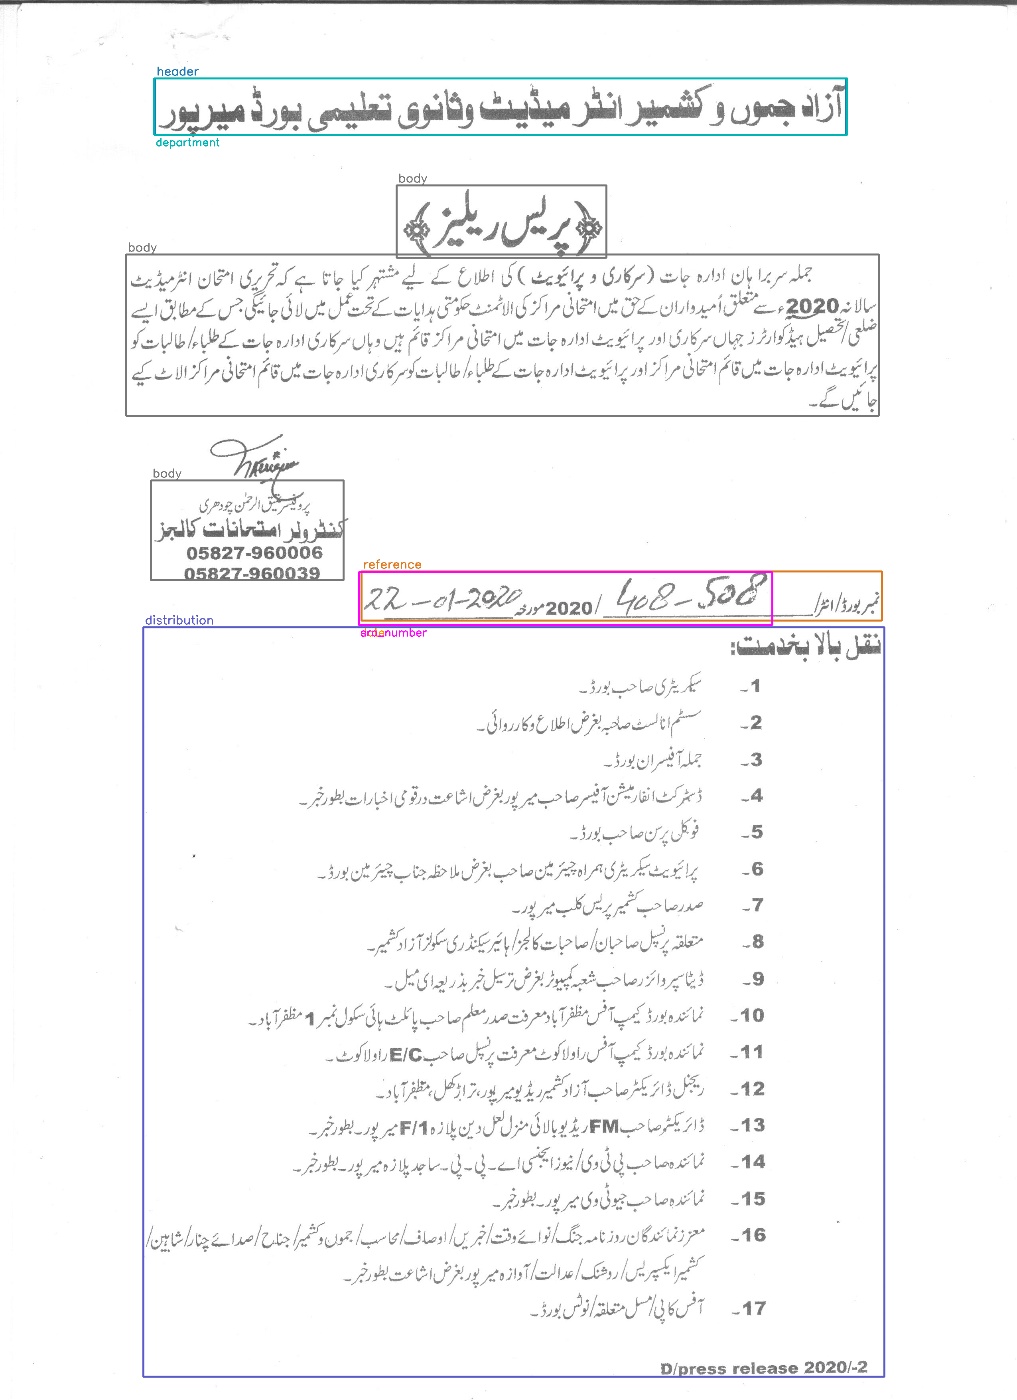 header
آزاد جموں و کشمیر انٹرمیڈیٹ و ثانوی تعلیمی بورڈ میرپور
department
body
پریس ریلیز
body
جملہ سربراہان ادارہ جات (سرکاری و پرائیویٹ) کی اطلاع کے لیے مشتہر کیا جاتا ہے کہ تحریری امتحان انٹرمیڈیٹ
سالانہ 2020ء سے متعلق اُمیدواران کے حق میں امتحانی مراکز کی الاٹمنٹ حکومتی ہدایات کے تحت عمل میں لائی جائیگی جس کے مطابق ایسے
ضلعی/تحصیل ہیڈکوارٹرز جہاں سرکاری اور پرائیویٹ ادارہ جات میں امتحانی مراکز قائم ہیں وہاں سرکاری ادارہ جات کے طلباء/طالبات کو
پرائیویٹ ادارہ جات میں قائم امتحانی مراکز اور پرائیویٹ ادارہ جات کے طلباء/طالبات کو سرکاری ادارہ جات میں قائم امتحانی مراکز الاٹ کیے
جائیں گے۔
body
پروفیسر الرحمٰن چودھری
کنٹرولر امتحانات کالجز
05827-960006
05827-960039
reference
نمبر بورڈ/انٹر/ 408-508 /2020 مورخہ 22-01-2020
number
distribution
نقل بالا بخدمت:
1۔ سیکریٹری صاحب بورڈ۔
2۔ سسٹم انالسٹ صاحبہ بغرض اطلاع و کارروائی۔
3۔ جملہ آفیسران بورڈ۔
4۔ ڈسٹرکٹ انفارمیشن آفیسر صاحب میرپور بغرض اشاعت در قومی اخبارات بطور خبر۔
5۔ فوکل پرسن صاحب بورڈ۔
6۔ پرائیویٹ سیکریٹری ہمراہ چیئرمین صاحب بغرض ملاحظہ جناب چیئرمین بورڈ۔
7۔ صدر صاحب کشمیر پریس کلب میرپور۔
8۔ متعلقہ پرنسپل صاحبان/صاحبات کالجز/ہائیر سیکنڈری سکولز آزاد کشمیر۔
9۔ ڈیٹا سپروائزر صاحب شعبہ کمپیوٹر بغرض ترسیل خبر بذریعہ ای میل۔
10۔ نمائندہ بورڈ کیمپ آفس مظفرآباد معرفت صدر معلم صاحب پائلٹ ہائی سکول نمبر 1 مظفرآباد۔
11۔ نمائندہ بورڈ کیمپ آفس راولاکوٹ معرفت پرنسپل صاحب E/C راولاکوٹ۔
12۔ ریجنل ڈائریکٹر صاحب آزاد کشمیر ریڈیو میرپور، تراڑکھل، مظفرآباد۔
13۔ ڈائریکٹر صاحب FM ریڈیو بالائی منزل لعل دین پلازہ F/1 میرپور۔ بطور خبر۔
14۔ نمائندہ صاحب پی ٹی وی/نیوز ایجنسی اے۔ پی۔ پی۔ ساجد پلازہ میرپور۔ بطور خبر۔
15۔ نمائندہ صاحب جیو ٹی وی میرپور۔ بطور خبر۔
16۔ معزز نمائندگان روزنامہ جنگ/نوائے وقت/خبریں/اوصاف/محاسب/جموں و کشمیر/جناح/صدائے چنار/شاہین/
کشمیر ایکسپریس/روشنک/عدالت/آوازہ میرپور بغرض اشاعت بطور خبر۔
17۔ آفس کاپی/مسل متعلقہ/نوٹس بورڈ۔
D/press release 2020/-2